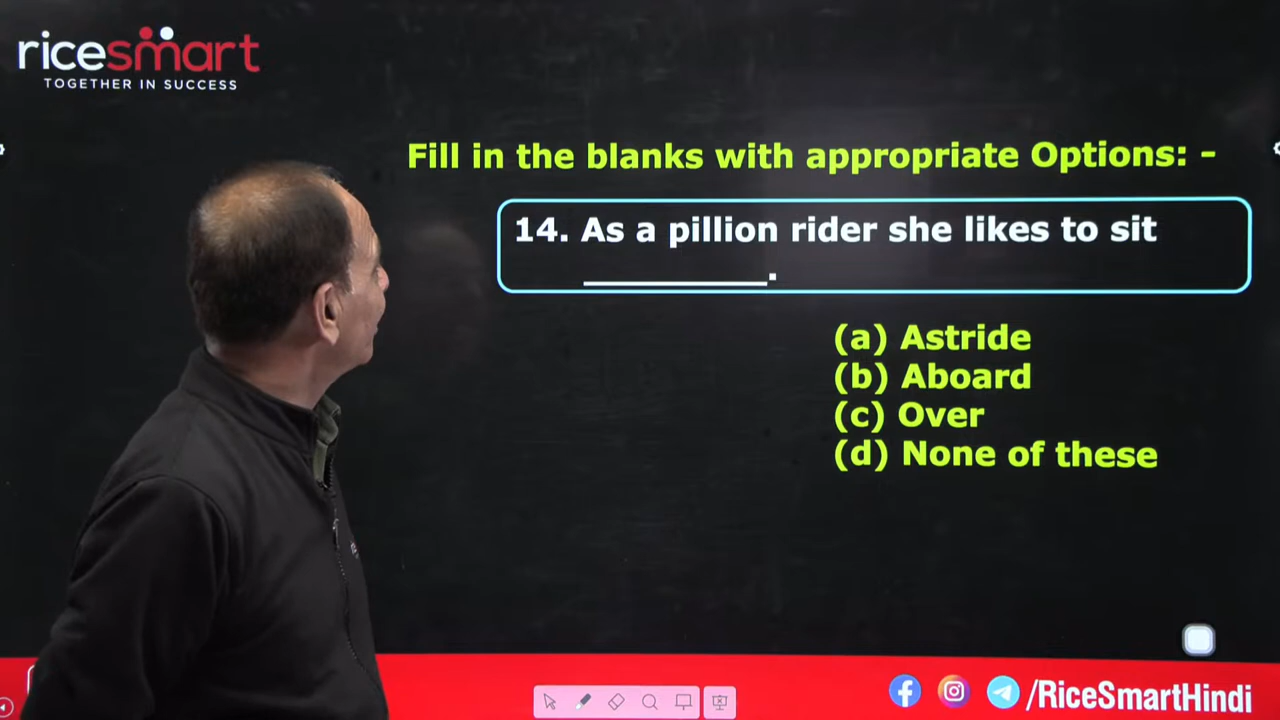 ricesmart
TOGETHER IN SUCCESS
Fill in the blanks with appropriate Options: -
14. As a pillion rider she likes to sit
__________.
(a) Astride
(b) Aboard
(c) Over
(d) None of these
/RiceSmartHindi